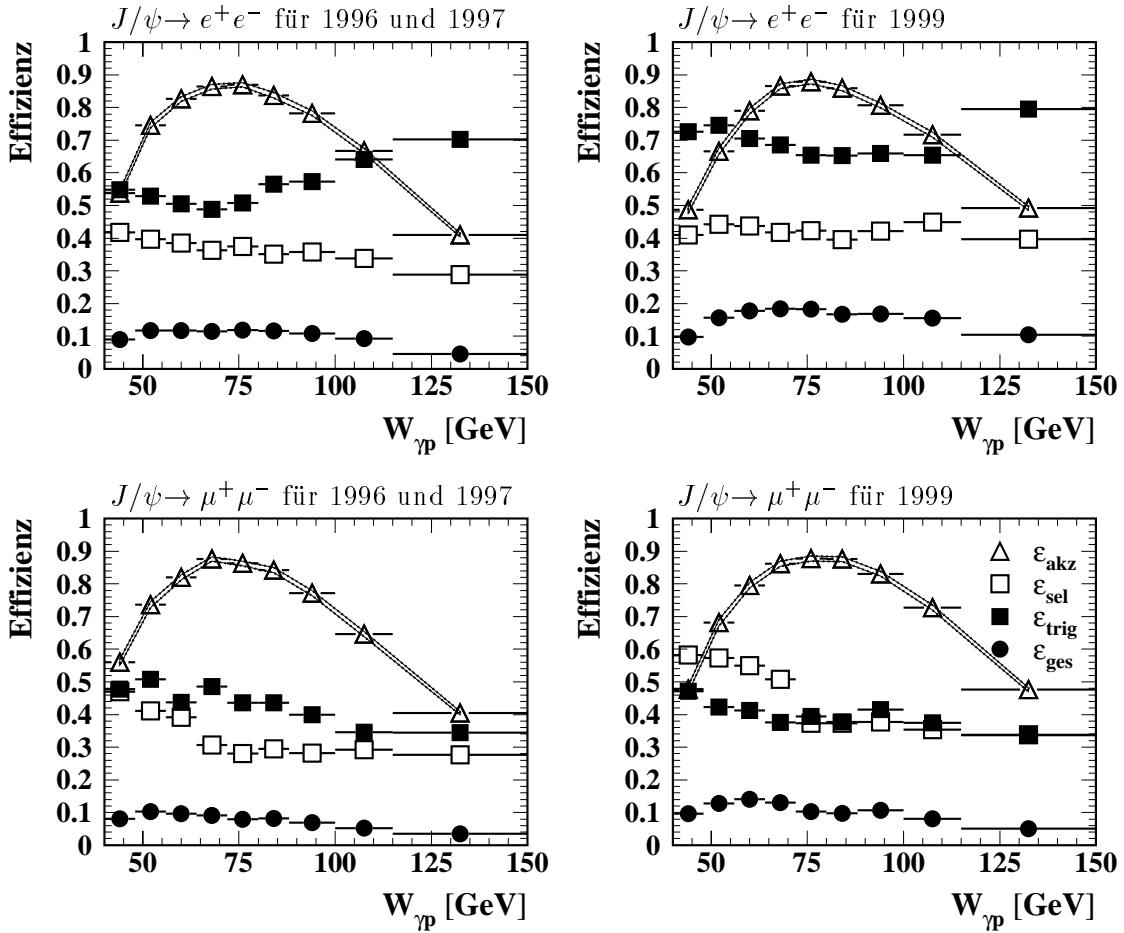 J/ψ→ e⁺e⁻ für 1996 und 1997
Effizienz
1
0.9
0.8
0.7
0.6
0.5
0.4
0.3
0.2
0.1
0
50 75 100 125 150
W_γp [GeV]
J/ψ→ e⁺e⁻ für 1999
Effizienz
1
0.9
0.8
0.7
0.6
0.5
0.4
0.3
0.2
0.1
0
50 75 100 125 150
W_γp [GeV]
J/ψ→ μ⁺μ⁻ für 1996 und 1997
Effizienz
1
0.9
0.8
0.7
0.6
0.5
0.4
0.3
0.2
0.1
0
50 75 100 125 150
W_γp [GeV]
J/ψ→ μ⁺μ⁻ für 1999
Effizienz
1
0.9
0.8
0.7
0.6
0.5
0.4
0.3
0.2
0.1
0
50 75 100 125 150
W_γp [GeV]
ε_akz
ε_sel
ε_trig
ε_ges